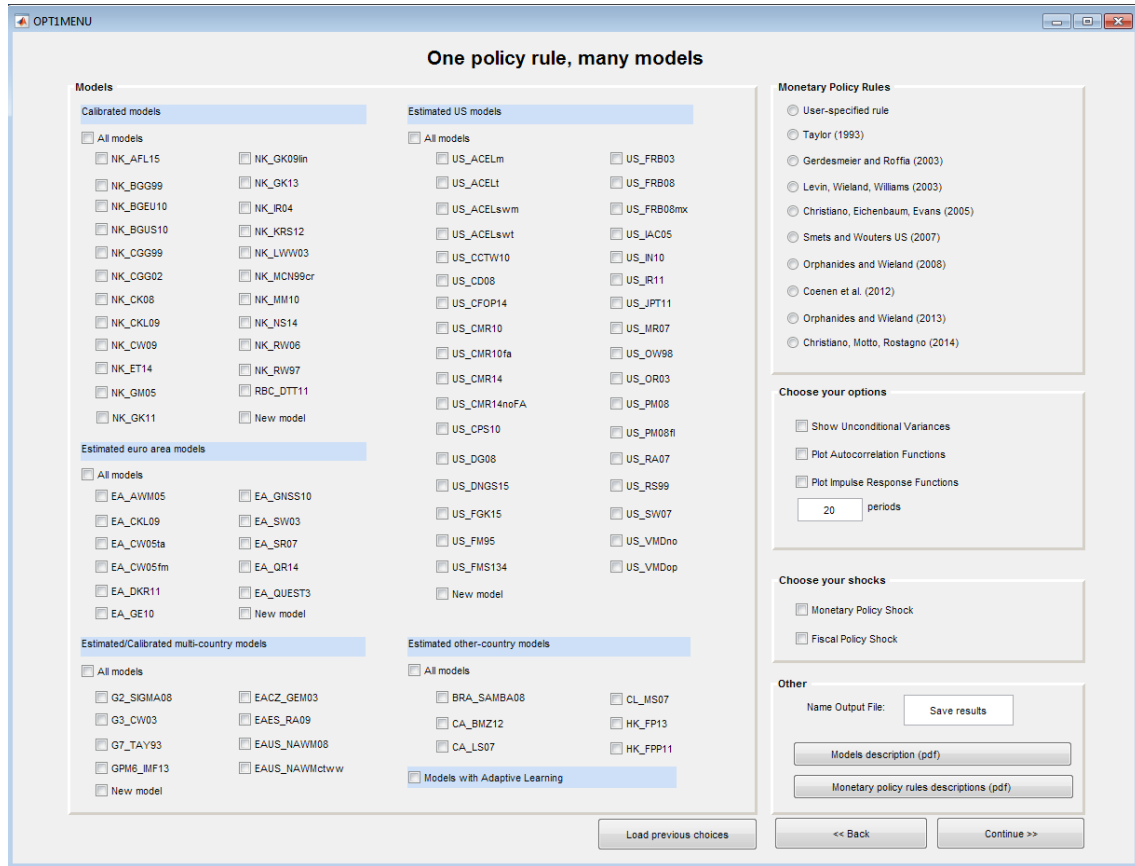 OPT1MENU
One policy rule, many models
Models
Calibrated models
All models
NK_AFL15
NK_BGG99
NK_BGEU10
NK_BGUS10
NK_CGG99
NK_CGG02
NK_CK08
NK_CKL09
NK_CW09
NK_ET14
NK_GM05
NK_GK11
NK_GK09lin
NK_GK13
NK_IR04
NK_KRS12
NK_LWW03
NK_MCN99cr
NK_MM10
NK_NS14
NK_RW06
NK_RW97
RBC_DTT11
New model
Estimated euro area models
All models
EA_AWM05
EA_CKL09
EA_CW05ta
EA_CW05fm
EA_DKR11
EA_GE10
EA_GNSS10
EA_SW03
EA_SR07
EA_QR14
EA_QUEST3
New model
Estimated/Calibrated multi-country models
All models
G2_SIGMA08
G3_CW03
G7_TAY93
GPM6_IMF13
New model
EACZ_GEM03
EAES_RA09
EAUS_NAWM08
EAUS_NAWMctww
Estimated US models
All models
US_ACELm
US_ACELt
US_ACELswm
US_ACELswt
US_CCTW10
US_CD08
US_CFOP14
US_CMR10
US_CMR10fa
US_CMR14
US_CMR14noFA
US_CPS10
US_DG08
US_DNGS15
US_FGK15
US_FM95
US_FMS134
New model
US_FRB03
US_FRB08
US_FRB08mx
US_IAC05
US_IN10
US_IR11
US_JPT11
US_MR07
US_OW98
US_OR03
US_PM08
US_PM08fl
US_RA07
US_RS99
US_SW07
US_VMDno
US_VMDop
Estimated other-country models
All models
BRA_SAMBA08
CA_BMZ12
CA_LS07
CL_MS07
HK_FP13
HK_FPP11
Models with Adaptive Learning
Monetary Policy Rules
User-specified rule
Taylor (1993)
Gerdesmeier and Roffia (2003)
Levin, Wieland, Williams (2003)
Christiano, Eichenbaum, Evans (2005)
Smets and Wouters US (2007)
Orphanides and Wieland (2008)
Coenen et al. (2012)
Orphanides and Wieland (2013)
Christiano, Motto, Rostagno (2014)
Choose your options
Show Unconditional Variances
Plot Autocorrelation Functions
Plot Impulse Response Functions
20 periods
Choose your shocks
Monetary Policy Shock
Fiscal Policy Shock
Other
Name Output File: Save results
Models description (pdf)
Monetary policy rules descriptions (pdf)
Load previous choices
<< Back
Continue >>